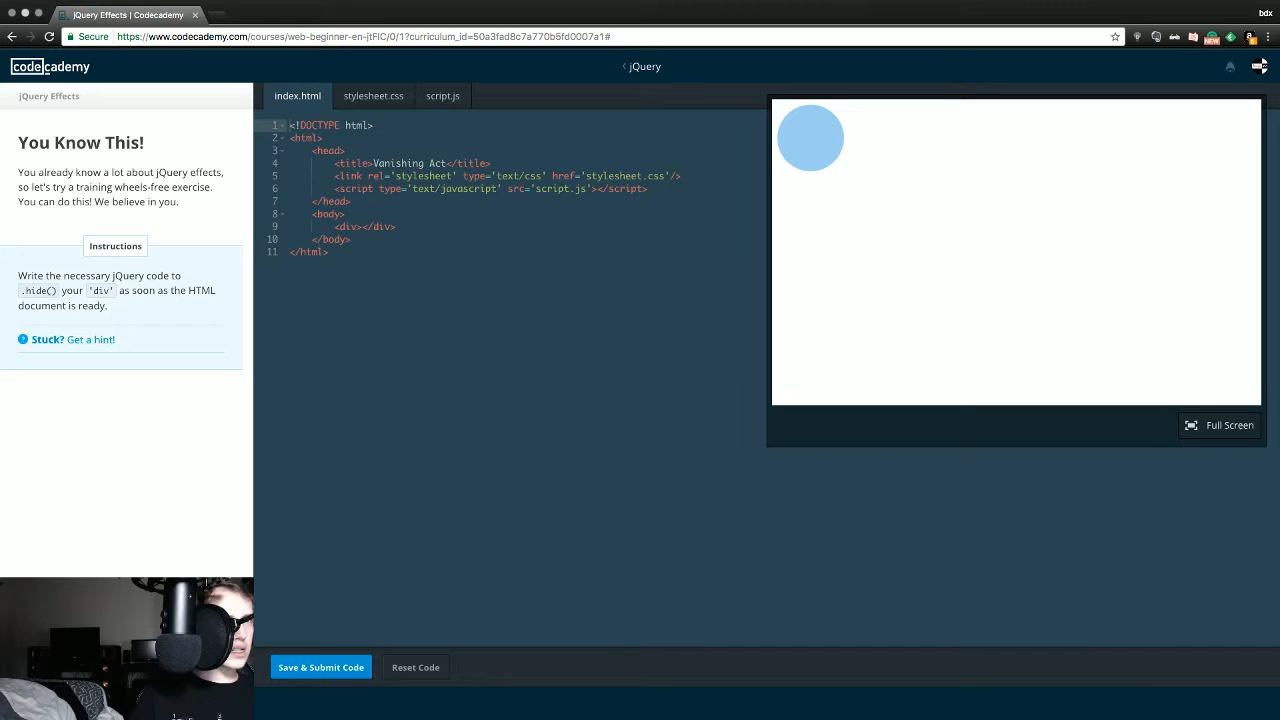 jQuery Effects | Codecademy
bdx
Secure
https://www.codecademy.com/courses/web-beginner-en-jtFIC/0/1?curriculum_id=50a3fad8c7a770b5fd0007a1#
NEW
codecademy
jQuery
jQuery Effects
index.html
stylesheet.css
script.js
You Know This!
You already know a lot about jQuery effects,
so let's try a training wheels-free exercise.
You can do this! We believe in you.
Instructions
Write the necessary jQuery code to
.hide() your 'div' as soon as the HTML
document is ready.
Stuck? Get a hint!
1 <!DOCTYPE html>
2 <html>
3 <head>
4 <title>Vanishing Act</title>
5 <link rel='stylesheet' type='text/css' href='stylesheet.css'/>
6 <script type='text/javascript' src='script.js'></script>
7 </head>
8 <body>
9 <div></div>
10 </body>
11 </html>
Full Screen
Save & Submit Code
Reset Code